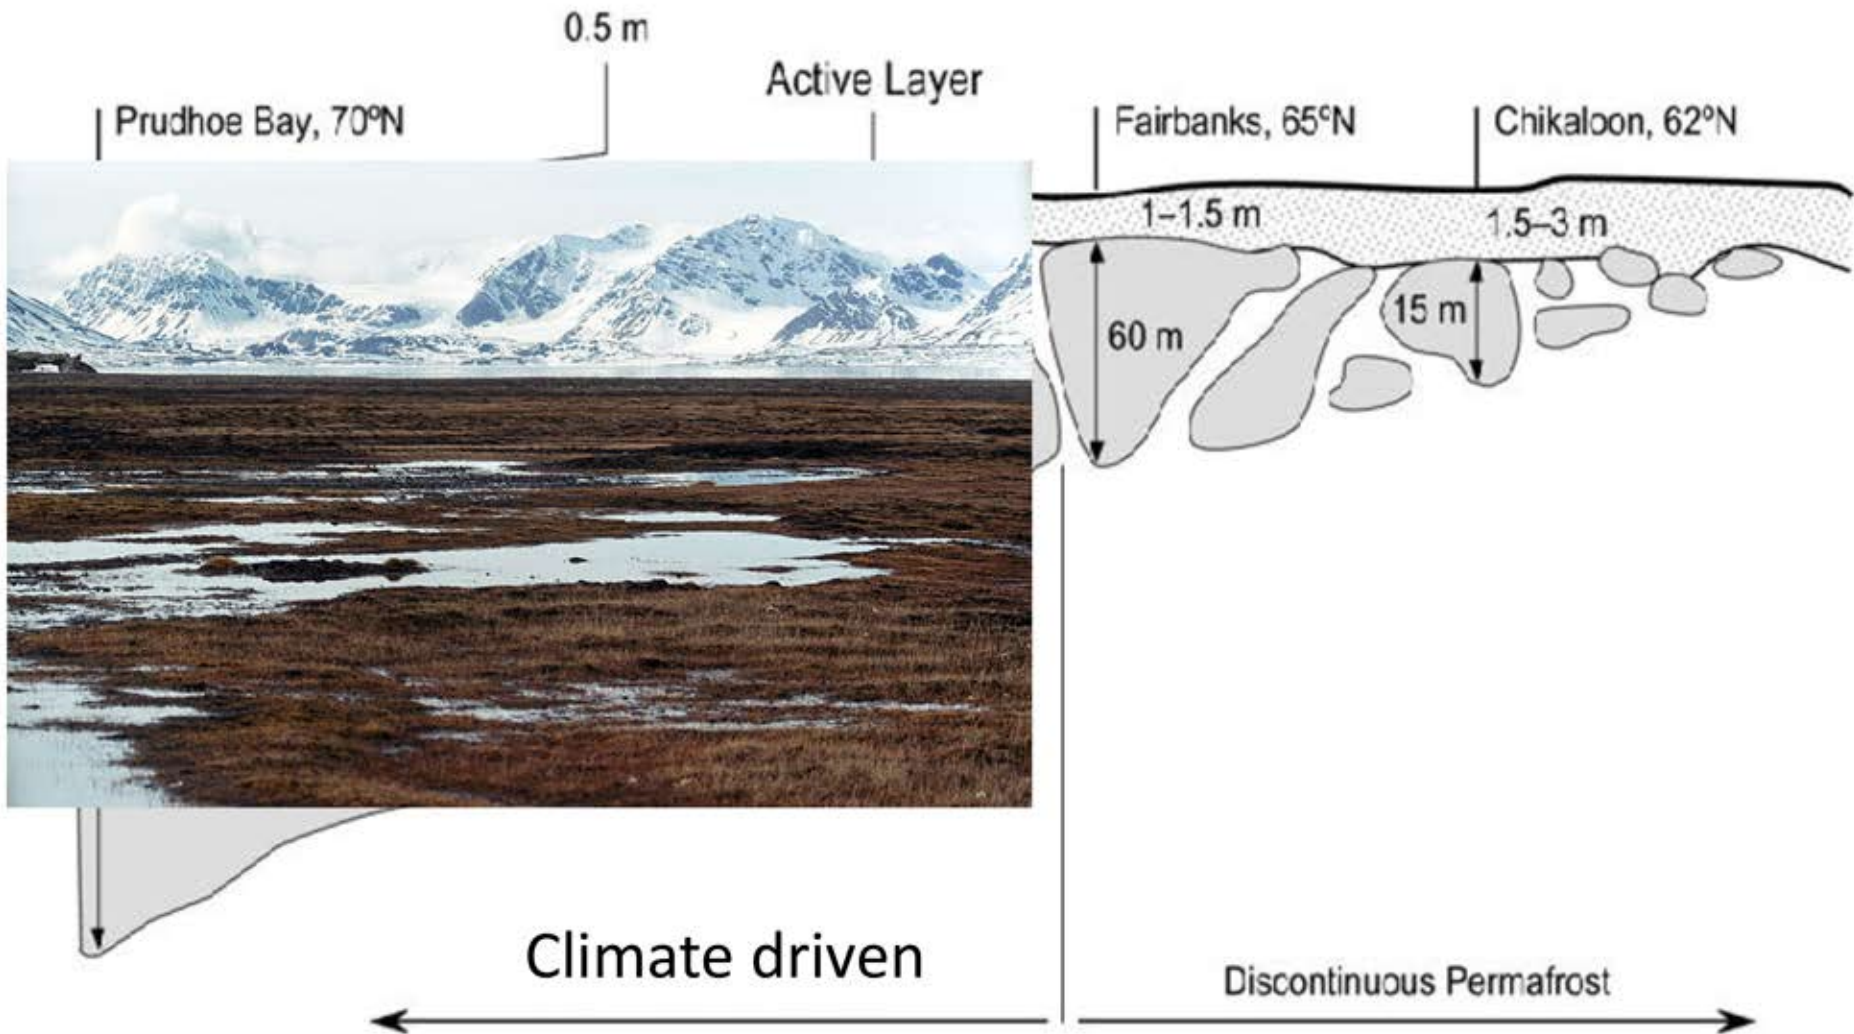 0.5 m
Active Layer
Prudhoe Bay, 70ºN
Fairbanks, 65ºN
Chikaloon, 62ºN
1–1.5 m
1.5–3 m
15 m
60 m
Climate driven
Discontinuous Permafrost